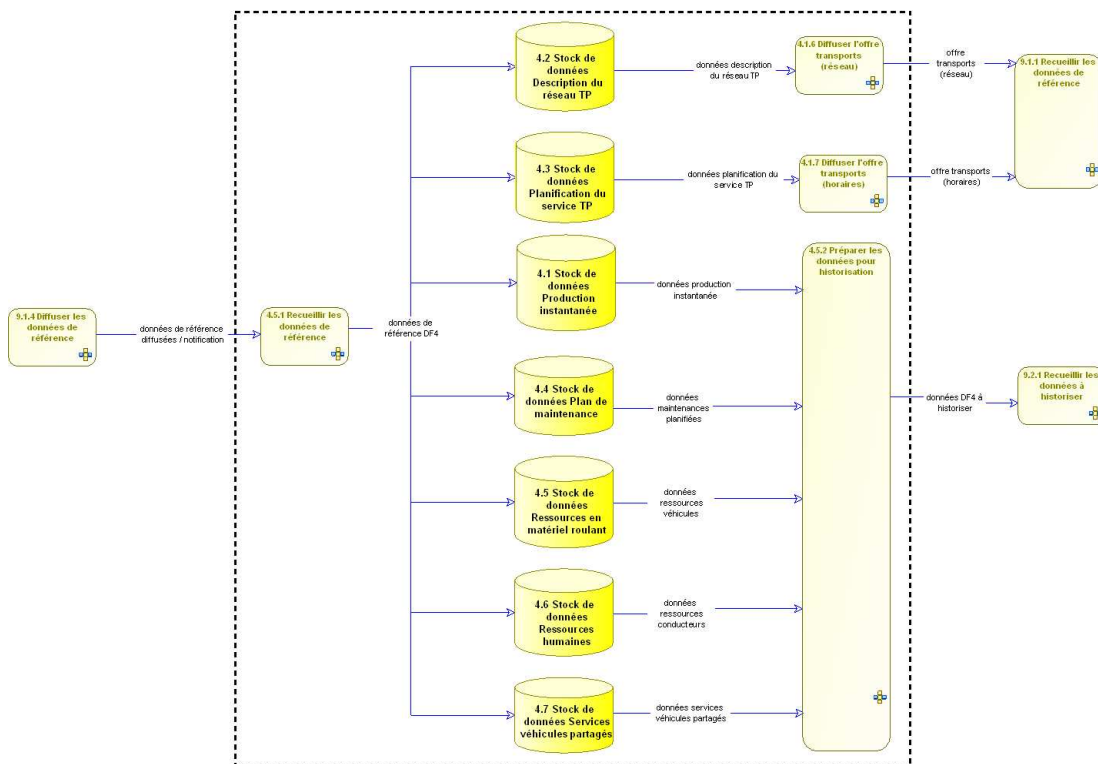 4.2 Stock de
données
Description du
réseau TP
données description
du réseau TP
4.1.6 Diffuser l'offre
transports (réseau)
offre
transports
(réseau)
9.1.1 Recueillir les
données de
référence
4.3 Stock de
données
Planification du
service TP
données planification du
service TP
4.1.7 Diffuser l'offre
transports
(horaires)
offre transports
(horaires)
4.1 Stock de
données
Production
instantanée
données production
instantanée
4.5.2 Préparer les
données pour
historisation
9.1.4 Diffuser les
données de
référence
données de référence
diffusées / notification
4.5.1 Recueillir les
données de
référence
données de
référence DF4
4.4 Stock de
données Plan de
maintenance
données
maintenances
planifiées
données DF4 à
historiser
9.2.1 Recueillir les
données à
historiser
4.5 Stock de
données
Ressources en
matériel roulant
données
ressources
véhicules
4.6 Stock de
données
Ressources
humaines
données
ressources
conducteurs
4.7 Stock de
données Services
véhicules partagés
données services
véhicules partagés